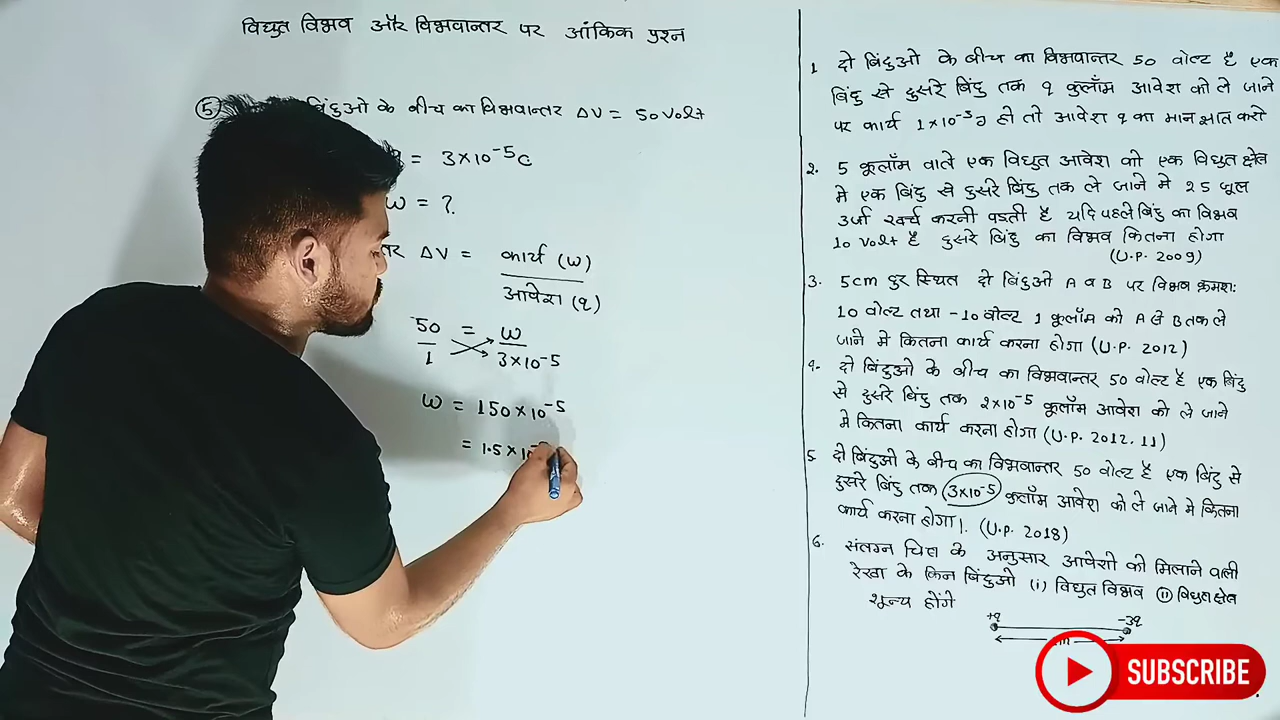 विद्युत विभव और विभवान्तर पर आंकिक प्रश्न
⑤ बिंदुओ के बीच का विभवान्तर ΔV = 50 Volt
= 3×10⁻⁵C
W = ?
ΔV = कार्य (W)
आवेश (q)
50 = W
1 3×10⁻⁵
W = 150×10⁻⁵
= 1.5×10
1 दो बिंदुओ के बीच का विभवान्तर 50 वोल्ट है एक
बिंदु से दुसरे बिंदु तक q कुलाॅम आवेश को ले जाने
पर कार्य 1×10⁻³J हो तो आवेश q का मान ज्ञात करो
2. 5 कूलाॅम वाले एक विद्युत आवेश को एक विद्युत क्षेत्र
मे एक बिंदु से दुसरे बिंदु तक ले जाने मे 25 जूल
उर्जा खर्च करनी पडती है यदि पहले बिंदु का विभव
10 Volt है दुसरे बिंदु का विभव कितना होगा
(U.P. 2009)
3. 5cm दुर स्थित दो बिंदुओ A व B पर विभव क्रमशः
10 वोल्ट तथा -10 वोल्ट 1 कूलाॅम को A से B तक ले
जाने मे कितना कार्य करना होगा (U.P. 2012)
4. दो बिंदुओ के बीच का विभवान्तर 50 वोल्ट है एक बिंदु
से दुसरे बिंदु तक 2×10⁻⁵ कूलाॅम आवेश को ले जाने
मे कितना कार्य करना होगा (U.P. 2012.11)
5. दो बिंदुओ के बीच का विभवान्तर 50 वोल्ट है एक बिंदु से
दुसरे बिंदु तक 3×10⁻⁵ कूलाॅम आवेश को ले जाने मे कितना
कार्य करना होगा। (U.P. 2018)
6. संलग्न चित्र के अनुसार आवेशो को मिलाने वाली
रेखा के किन बिंदुओ (i) विद्युत विभव (ii) विद्युत क्षेत्र
शून्य होंगे
+q -3q
SUBSCRIBE